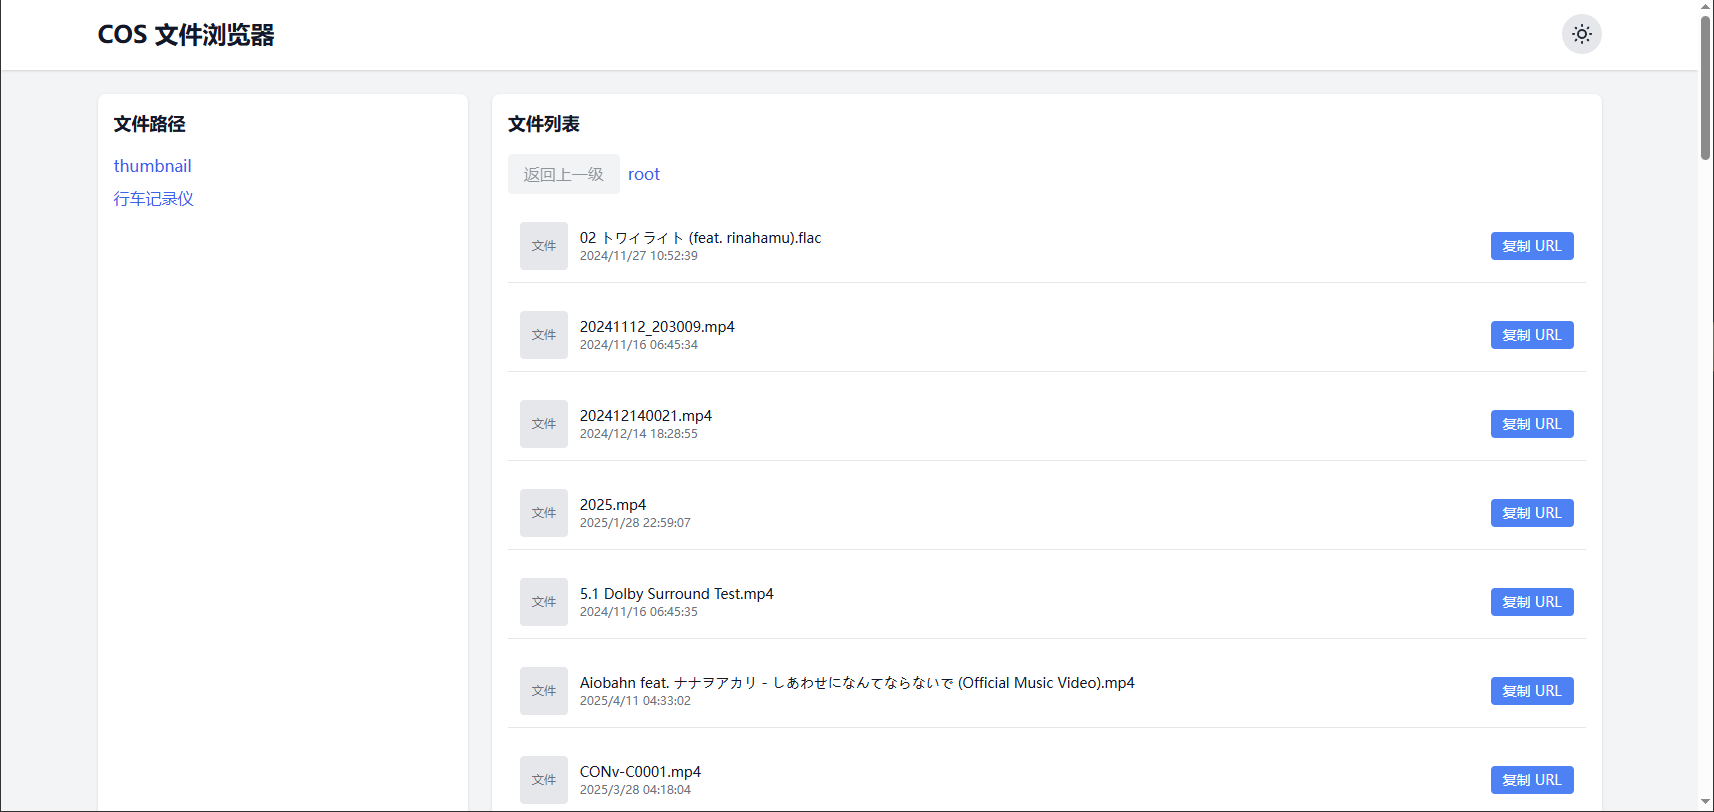 COS 文件浏览器
文件路径
thumbnail
行车记录仪
文件列表
返回上一级 root
文件
02 トワイライト (feat. rinahamu).flac
2024/11/27 10:52:39
复制 URL
文件
20241112_203009.mp4
2024/11/16 06:45:34
复制 URL
文件
202412140021.mp4
2024/12/14 18:28:55
复制 URL
文件
2025.mp4
2025/1/28 22:59:07
复制 URL
文件
5.1 Dolby Surround Test.mp4
2024/11/16 06:45:35
复制 URL
文件
Aiobahn feat. ナナヲアカリ - しあわせになんてならないで (Official Music Video).mp4
2025/4/11 04:33:02
复制 URL
文件
CONv-C0001.mp4
2025/3/28 04:18:04
复制 URL